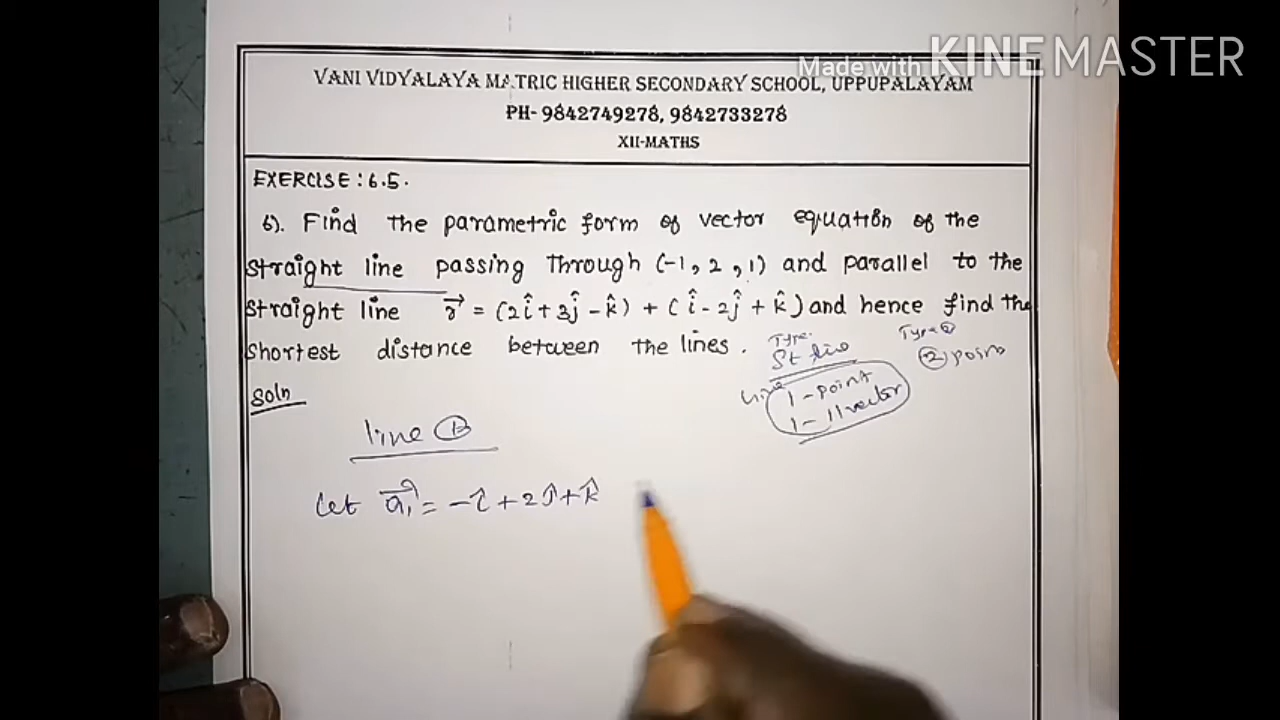 Made with KINEMASTER
VANI VIDYALAYA MATRIC HIGHER SECONDARY SCHOOL, UPPUPALAYAM
PH- 9842749278, 9842733278
XII-MATHS
EXERCISE : 6.5.
6). Find the parametric form of vector equation of the
straight line passing through (-1, 2, 1) and parallel to the
straight line r⃗ = (2î + 3ĵ - k̂) + (î - 2ĵ + k̂) and hence find the
shortest distance between the lines.
Type.
St line
1 - point
1 - 11 vector
Type ②
② point
Soln
line ①
Let a⃗₁ = -î + 2ĵ + k̂